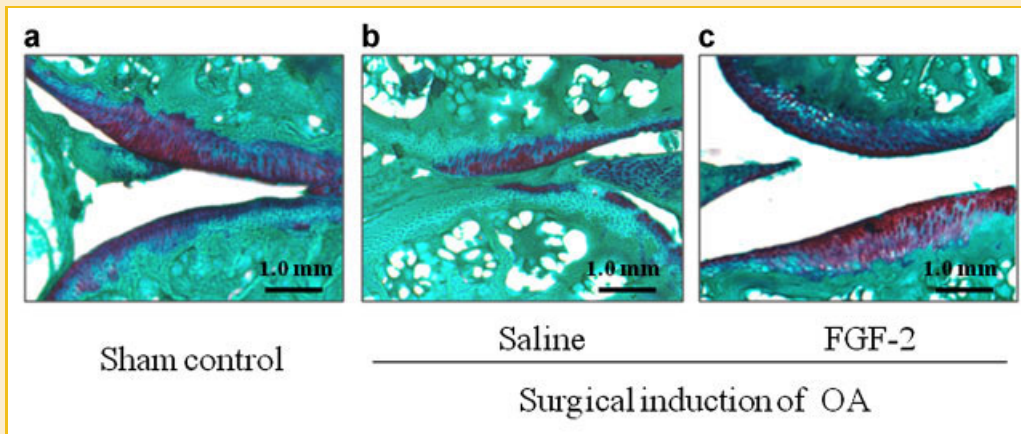 a
b
c
1.0 mm
1.0 mm
1.0 mm
Sham control
Saline
FGF-2
Surgical induction of OA